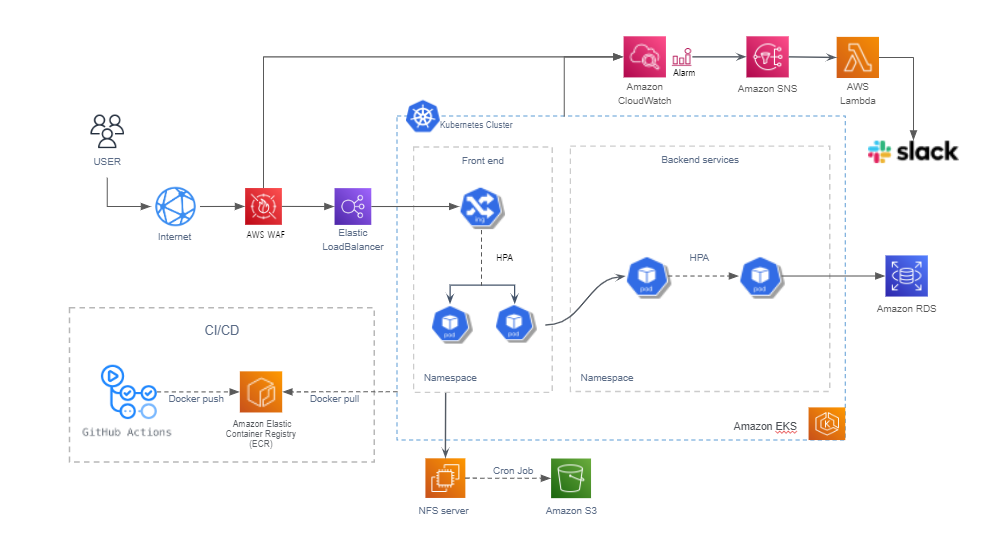 Alarm
Amazon
CloudWatch
Amazon SNS
AWS
Lambda
slack
Kubernetes Cluster
USER
Front end
Backend services
ing
Internet
AWS WAF
Elastic
LoadBalancer
HPA
HPA
pod
pod
Amazon RDS
pod
pod
CI/CD
Namespace
Namespace
Docker push
Docker pull
GitHub Actions
Amazon Elastic
Container Registry
(ECR)
Amazon EKS
K
Cron Job
NFS server
Amazon S3